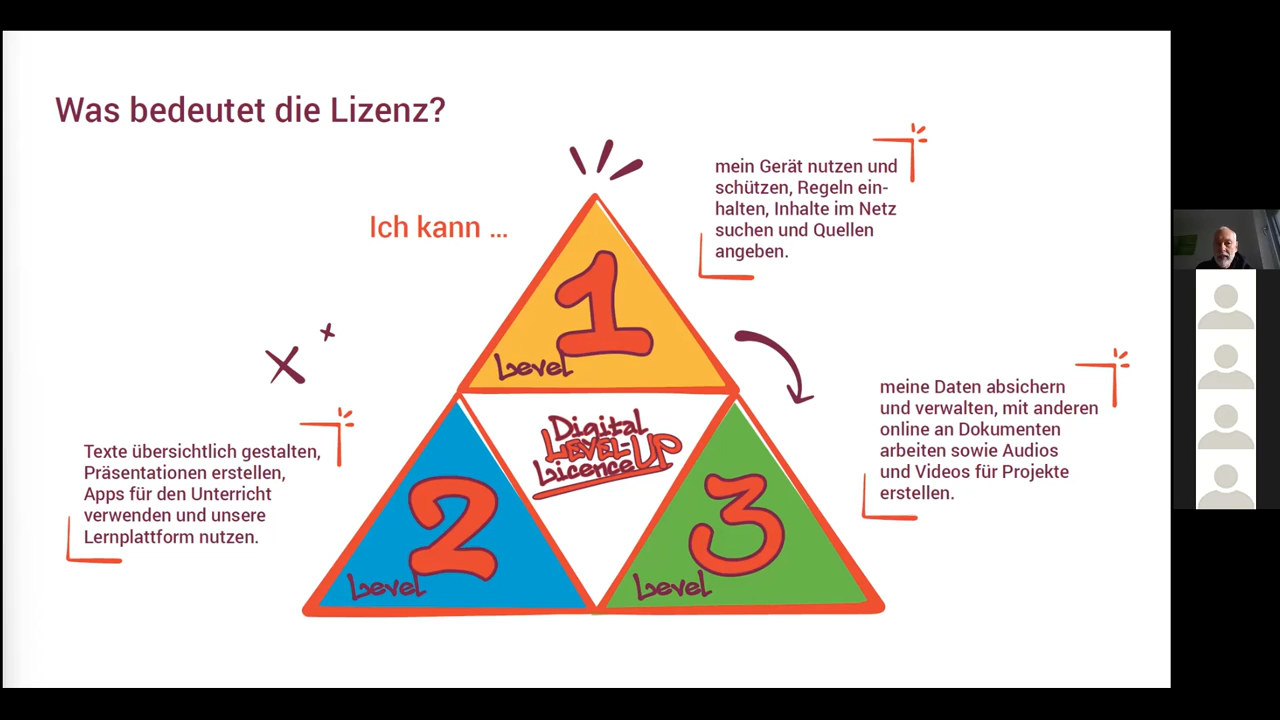 Was bedeutet die Lizenz?
Ich kann ...
mein Gerät nutzen und
schützen, Regeln ein-
halten, Inhalte im Netz
suchen und Quellen
angeben.
1
Level
meine Daten absichern
und verwalten, mit anderen
online an Dokumenten
arbeiten sowie Audios
und Videos für Projekte
erstellen.
Texte übersichtlich gestalten,
Präsentationen erstellen,
Apps für den Unterricht
verwenden und unsere
Lernplattform nutzen.
Digital
LEVEL-UP
Licence
2
Level
3
Level